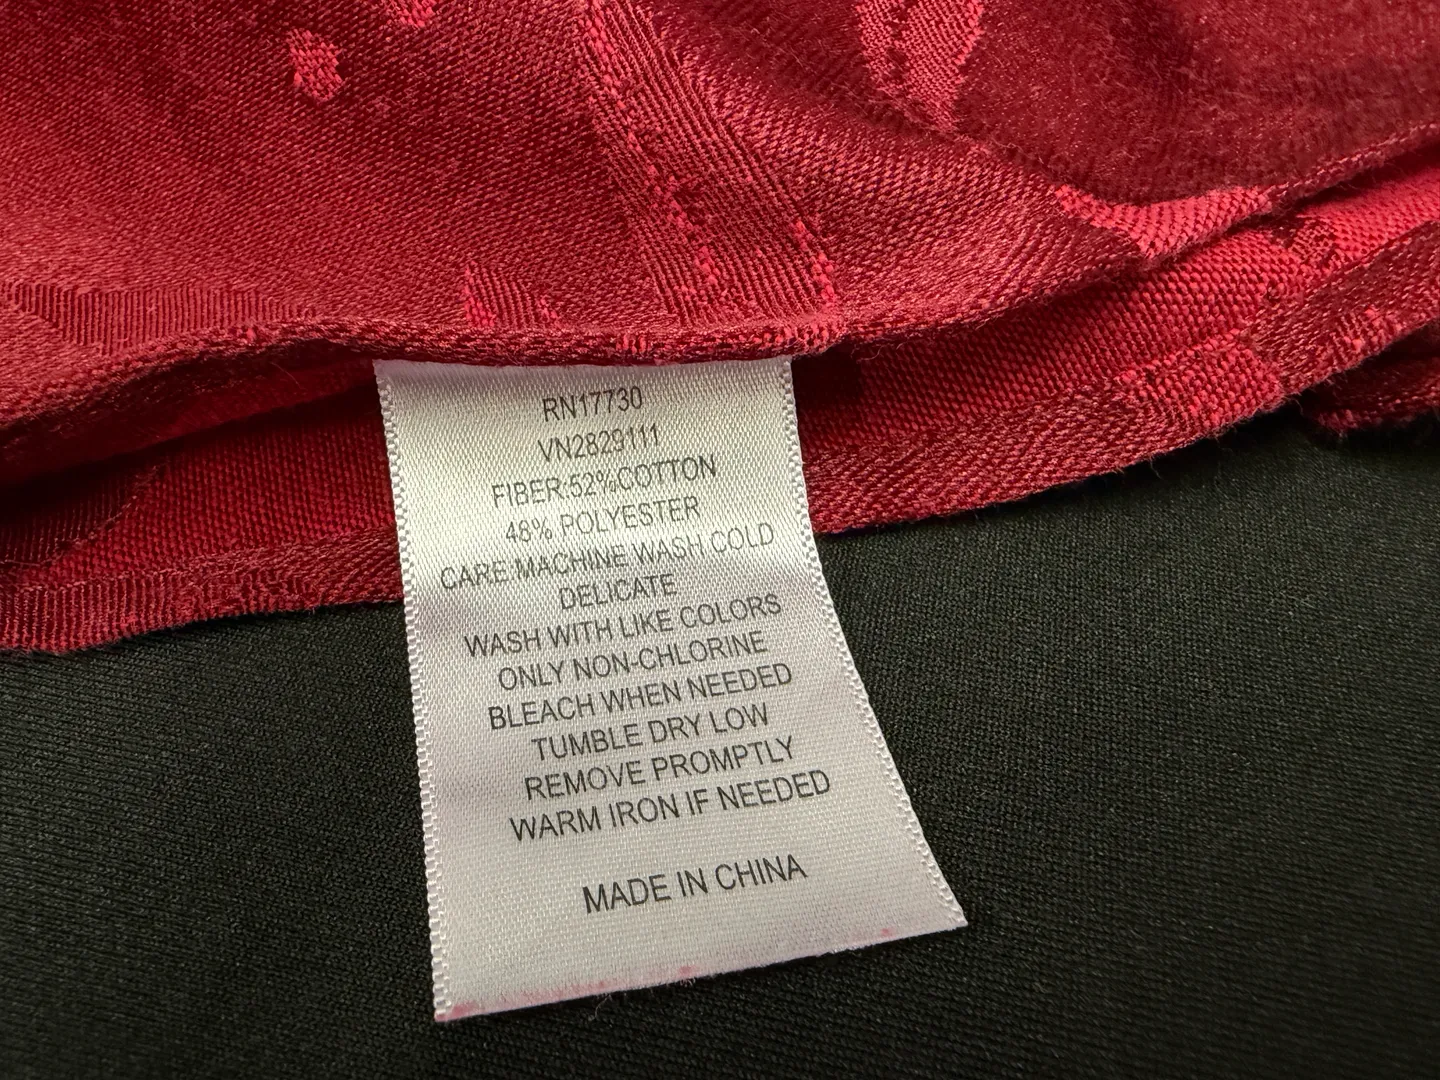 RN17730
VN2829111
FIBER:52%COTTON
48% POLYESTER
CARE:MACHINE WASH COLD
DELICATE
WASH WITH LIKE COLORS
ONLY NON-CHLORINE
BLEACH WHEN NEEDED
TUMBLE DRY LOW
REMOVE PROMPTLY
WARM IRON IF NEEDED
MADE IN CHINA